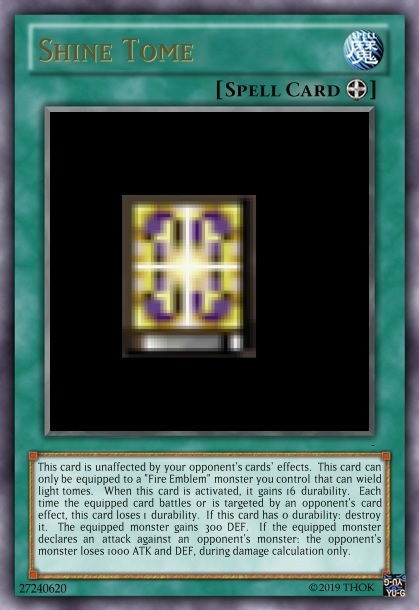 Shine Tome
[Spell Card]
This card is unaffected by your opponent's cards' effects. This card can
only be equipped to a "Fire Emblem" monster you control that can wield
light tomes. When this card is activated, it gains 16 durability. Each
time the equipped card battles or is targeted by an opponent's card
effect, this card loses 1 durability. If this card has 0 durability: destroy
it. The equipped monster gains 300 DEF. If the equipped monster
declares an attack against an opponent's monster: the opponent's
monster loses 1000 ATK and DEF, during damage calculation only.
27240620
©2019 THOK